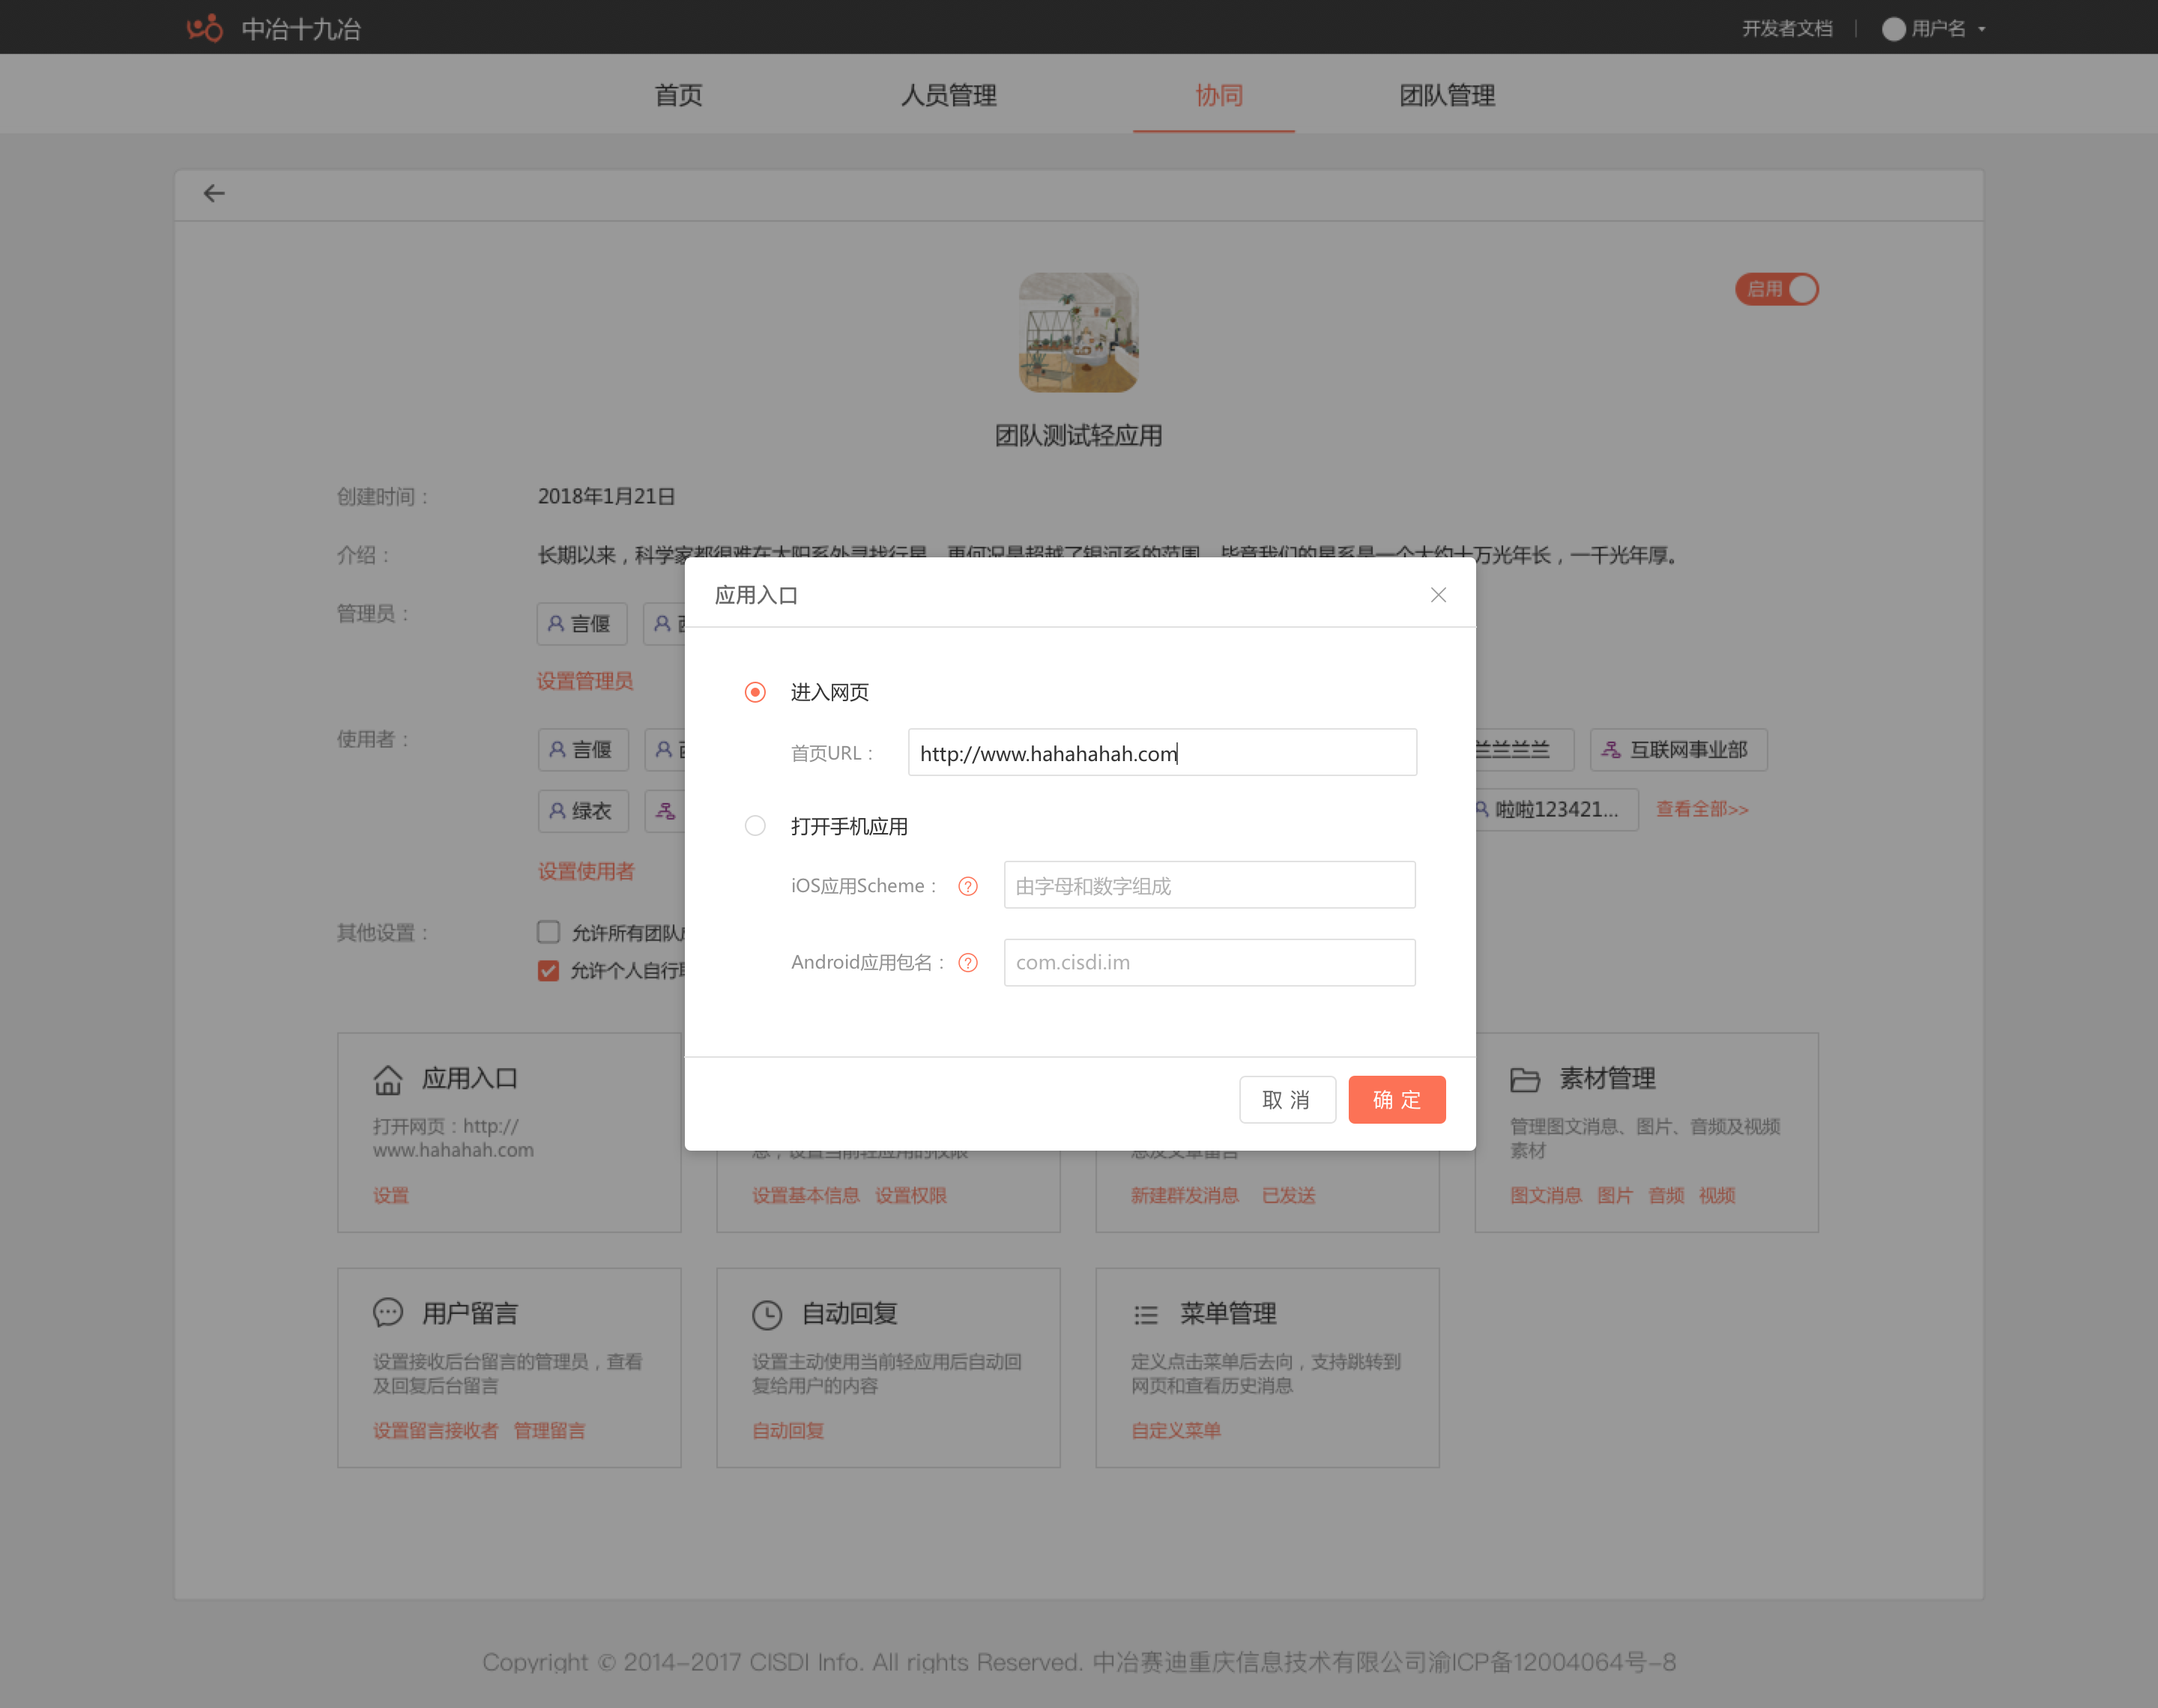 中冶十九冶
开发者文档
用户名
首页
人员管理
协同
团队管理
启用
团队测试轻应用
创建时间：
2018年1月21日
介绍：
长期以来，科学家都很难在太阳系外寻找行星，更何况是超越了银河系的范围，毕竟我们的星系是一个大约十万光年长，一千光年厚。
管理员：
言偃
设置管理员
使用者：
言偃
兰兰兰
互联网事业部
绿衣
啦啦123421...
查看全部>>
设置使用者
其他设置：
允许所有团队
允许个人自行
应用入口
进入网页
首页URL：
http://www.hahahahah.com
打开手机应用
iOS应用Scheme：
?
由字母和数字组成
Android应用包名：
?
com.cisdi.im
取 消
确 定
应用入口
打开网页：http://
www.hahahah.com
设置
息，设置当前轻应用的权限
设置基本信息
设置权限
息及文章留言
新建群发消息
已发送
素材管理
管理图文消息、图片、音频及视频
素材
图文消息
图片
音频
视频
用户留言
设置接收后台留言的管理员，查看
及回复后台留言
设置留言接收者
管理留言
自动回复
设置主动使用当前轻应用后自动回
复给用户的内容
自动回复
菜单管理
定义点击菜单后去向，支持跳转到
网页和查看历史消息
自定义菜单
Copyright © 2014-2017 CISDI Info. All rights Reserved. 中冶赛迪重庆信息技术有限公司渝ICP备12004064号-8